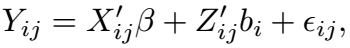 $Y_{ij} = X'_{ij}\beta + Z'_{ij}b_i + \epsilon_{ij},$